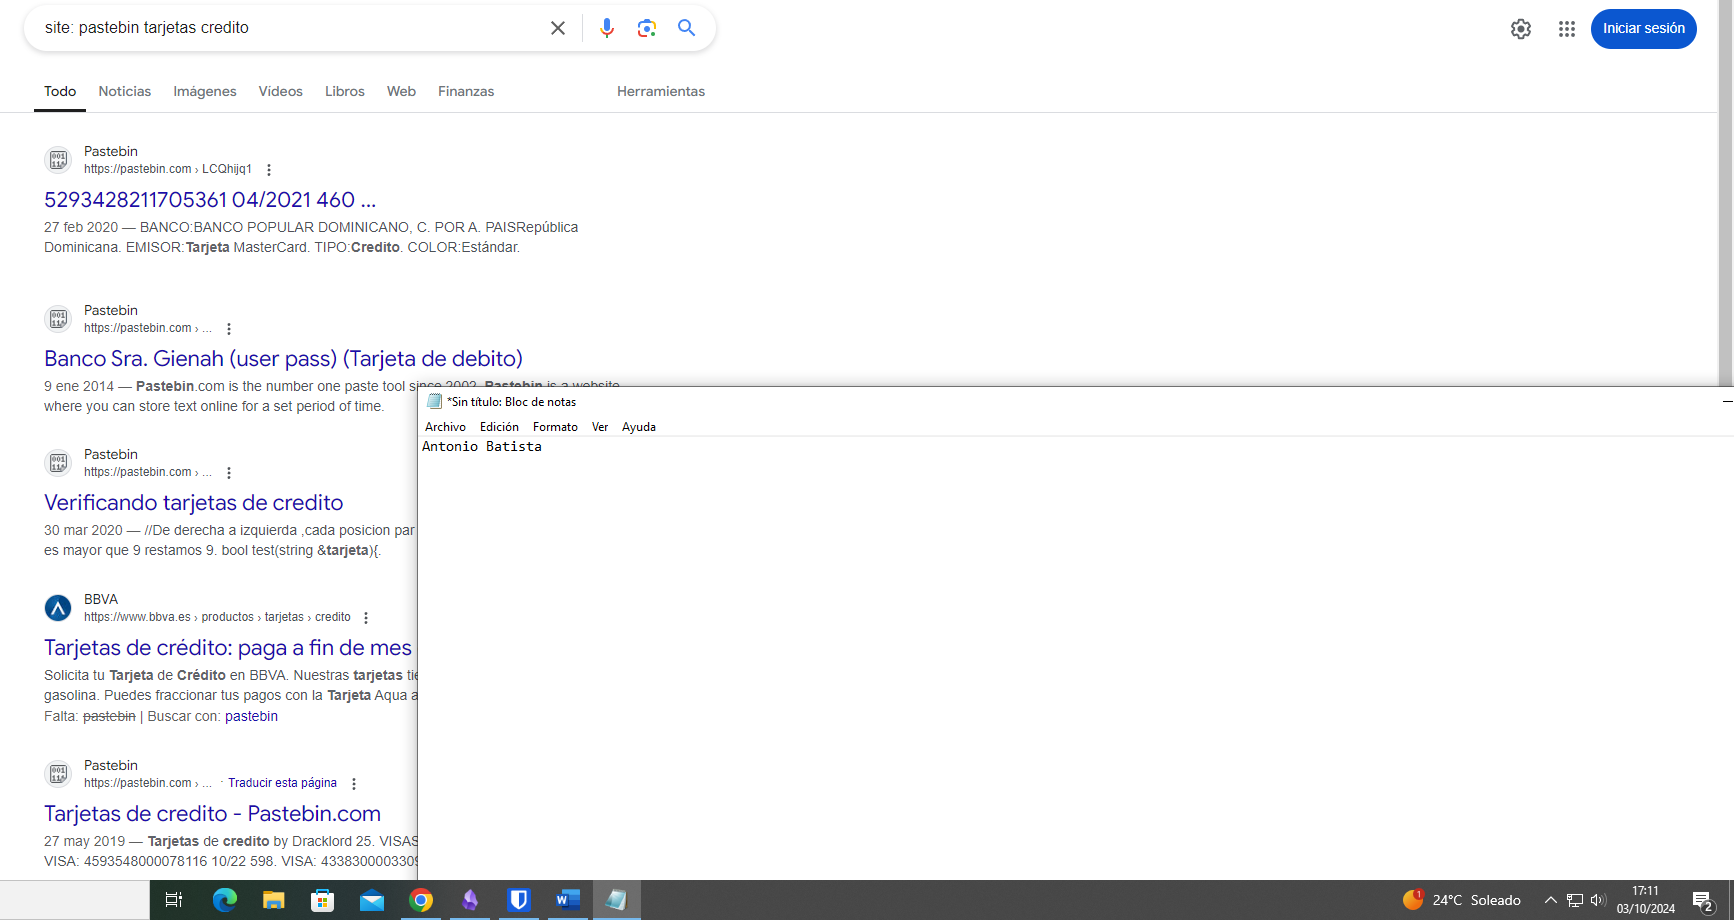 site: pastebin tarjetas credito
Iniciar sesión
Todo Noticias Imágenes Vídeos Libros Web Finanzas Herramientas
Pastebin
https://pastebin.com › LCQhijq1
5293428211705361 04/2021 460 ...
27 feb 2020 — BANCO:BANCO POPULAR DOMINICANO, C. POR A. PAISRepública
Dominicana. EMISOR:Tarjeta MasterCard. TIPO:Credito. COLOR:Estándar.
Pastebin
https://pastebin.com › ...
Banco Sra. Gienah (user pass) (Tarjeta de debito)
9 ene 2014 — Pastebin.com is the number one paste tool since 2002. Pastebin is a website
where you can store text online for a set period of time.
Pastebin
https://pastebin.com › ...
Verificando tarjetas de credito
30 mar 2020 — //De derecha a izquierda ,cada posicion par
es mayor que 9 restamos 9. bool test(string &tarjeta){.
BBVA
https://www.bbva.es › productos › tarjetas › credito
Tarjetas de crédito: paga a fin de mes
Solicita tu Tarjeta de Crédito en BBVA. Nuestras tarjetas
gasolina. Puedes fraccionar tus pagos con la Tarjeta Aqua
Falta: pastebin | Buscar con: pastebin
Pastebin
https://pastebin.com › ... · Traducir esta página
Tarjetas de credito - Pastebin.com
27 may 2019 — Tarjetas de credito by Dracklord 25. VISAS
VISA: 4593548000078116 10/22 598. VISA: 433830000330
*Sin título: Bloc de notas
Archivo Edición Formato Ver Ayuda
Antonio Batista
1
24°C Soleado
17:11
03/10/2024
2